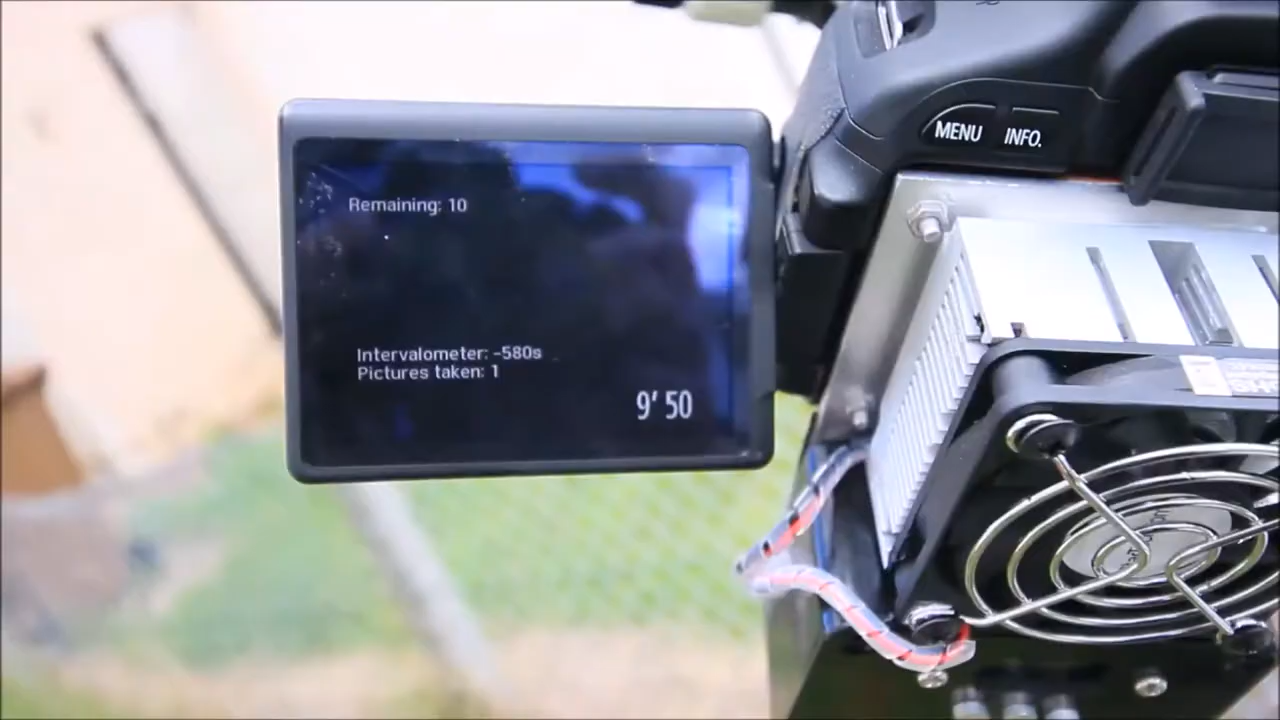 MENU INFO.
Remaining: 10
Intervalometer: -580s
Pictures taken: 1
9' 50